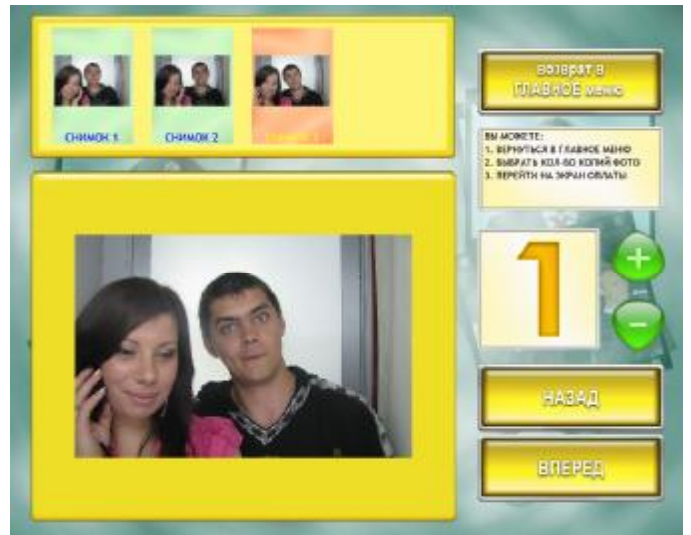 СНИМОК 1
СНИМОК 2
возврат в
ГЛАВНОЕ меню
ВЫ МОЖЕТЕ:
1. ВЕРНУТЬСЯ В ГЛАВНОЕ МЕНЮ
2. ВЫБРАТЬ КОЛ-ВО КОПИЙ ФОТО
3. ПЕРЕЙТИ НА ЭКРАН ОПЛАТЫ
1
+
−
НАЗАД
ВПЕРЕД